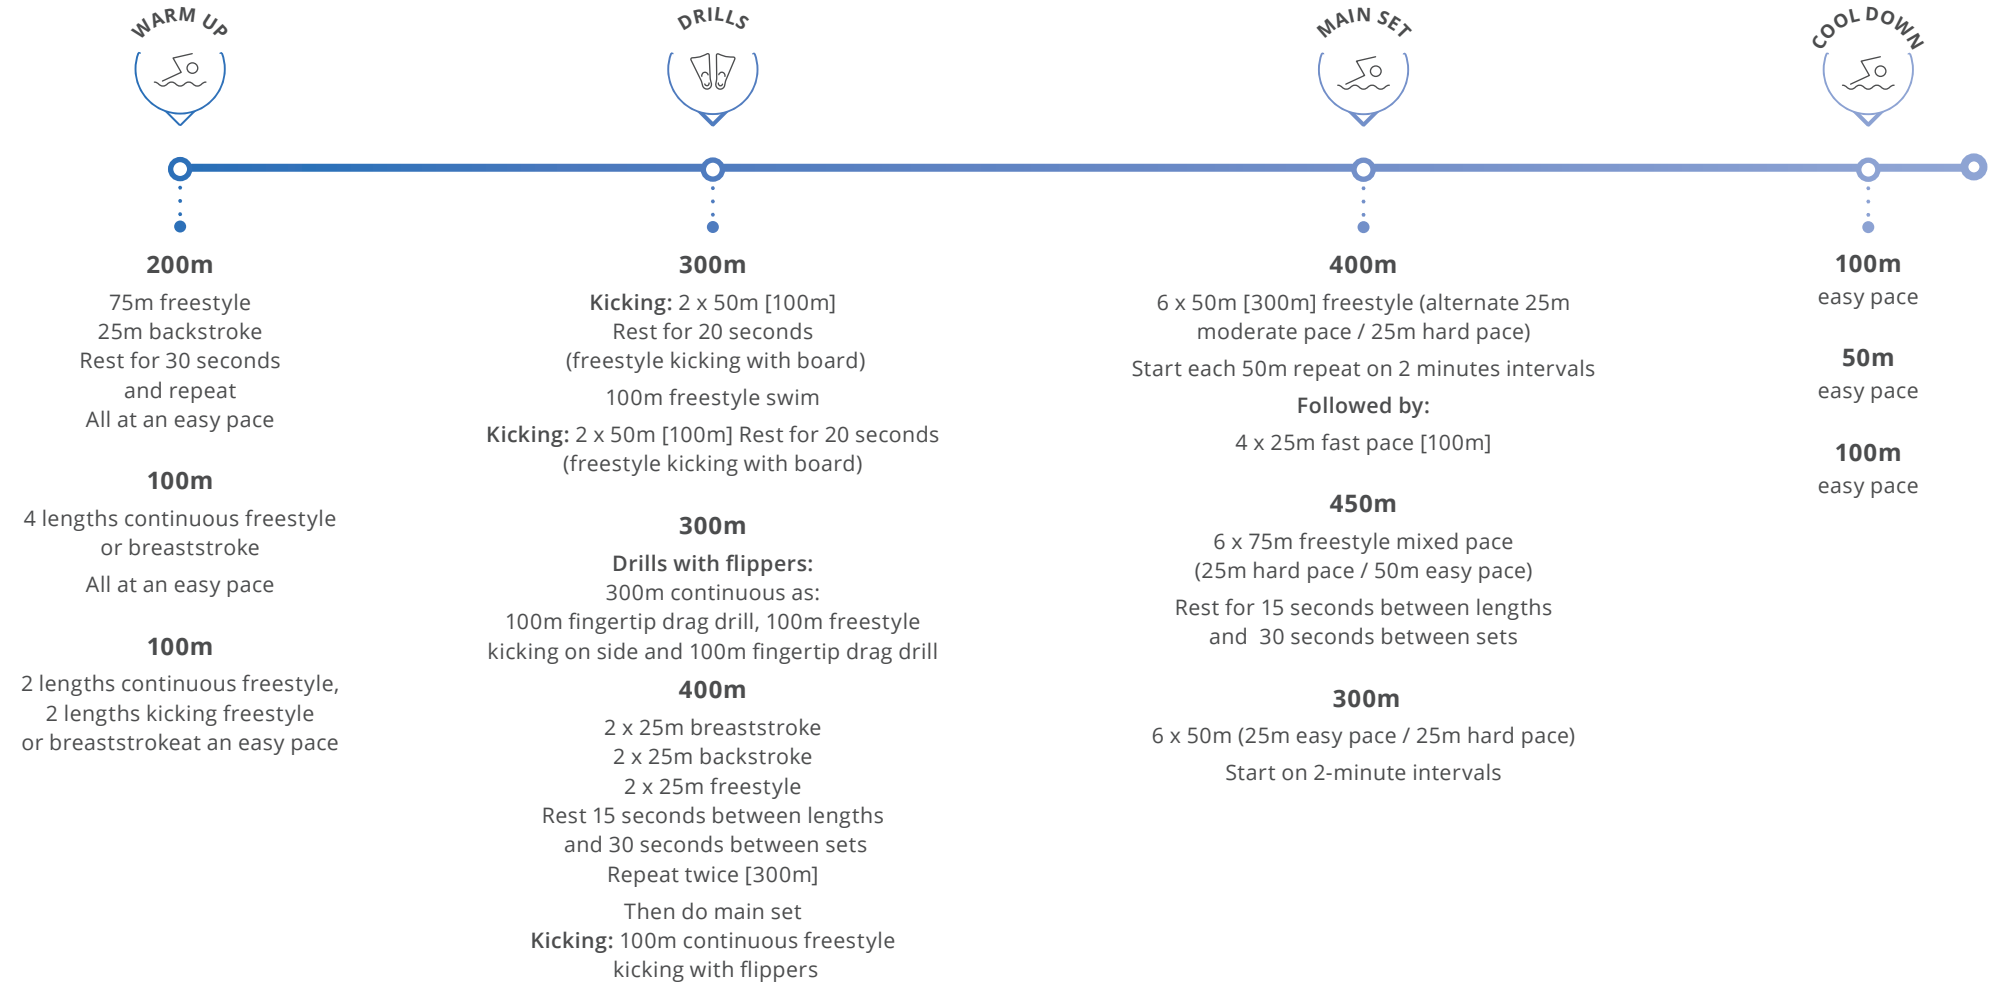 WARM UP
200m
75m freestyle
25m backstroke
Rest for 30 seconds
and repeat
All at an easy pace
100m
4 lengths continuous freestyle
or breaststroke
All at an easy pace
100m
2 lengths continuous freestyle,
2 lengths kicking freestyle
or breaststrokeat an easy pace
DRILLS
300m
Kicking: 2 x 50m [100m]
Rest for 20 seconds
(freestyle kicking with board)
100m freestyle swim
Kicking: 2 x 50m [100m] Rest for 20 seconds
(freestyle kicking with board)
300m
Drills with flippers:
300m continuous as:
100m fingertip drag drill, 100m freestyle
kicking on side and 100m fingertip drag drill
400m
2 x 25m breaststroke
2 x 25m backstroke
2 x 25m freestyle
Rest 15 seconds between lengths
and 30 seconds between sets
Repeat twice [300m]
Then do main set
Kicking: 100m continuous freestyle
kicking with flippers
MAIN SET
400m
6 x 50m [300m] freestyle (alternate 25m
moderate pace / 25m hard pace)
Start each 50m repeat on 2 minutes intervals
Followed by:
4 x 25m fast pace [100m]
450m
6 x 75m freestyle mixed pace
(25m hard pace / 50m easy pace)
Rest for 15 seconds between lengths
and 30 seconds between sets
300m
6 x 50m (25m easy pace / 25m hard pace)
Start on 2-minute intervals
COOL DOWN
100m
easy pace
50m
easy pace
100m
easy pace